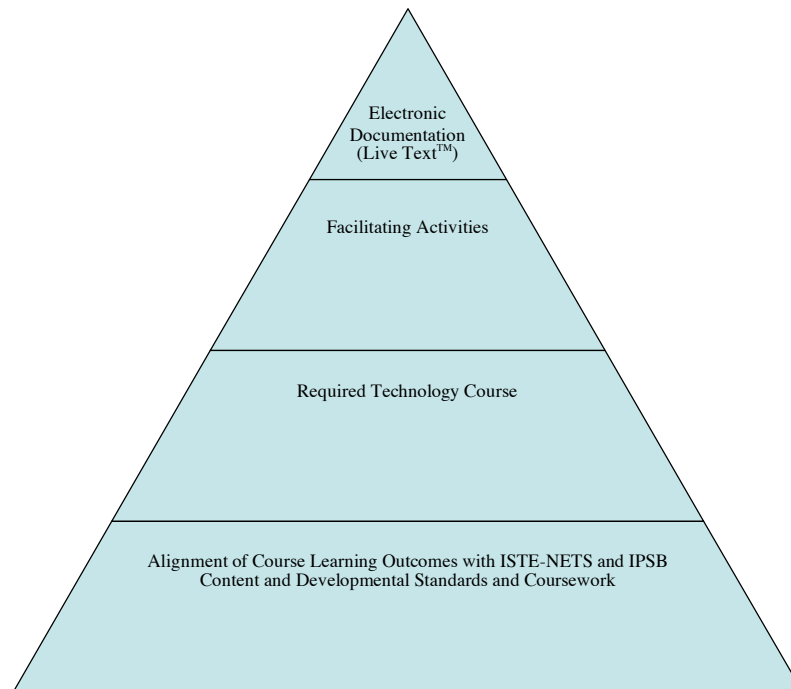 Electronic
Documentation
(Live Text™)
Facilitating Activities
Required Technology Course
Alignment of Course Learning Outcomes with ISTE-NETS and IPSB
Content and Developmental Standards and Coursework